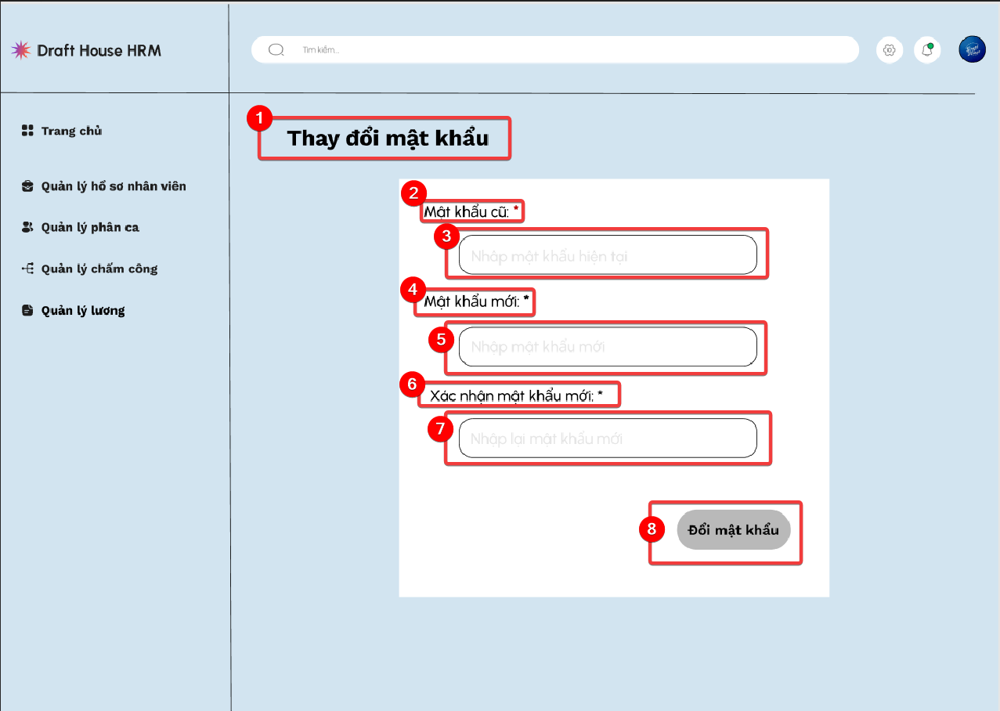 Draft House HRM
Tìm kiếm...
Trang chủ
Quản lý hồ sơ nhân viên
Quản lý phân ca
Quản lý chấm công
Quản lý lương
1
Thay đổi mật khẩu
2
Mật khẩu cũ: *
3
Nhập mật khẩu hiện tại
4
Mật khẩu mới: *
5
Nhập mật khẩu mới
6
Xác nhận mật khẩu mới: *
7
Nhập lại mật khẩu mới
8
Đổi mật khẩu